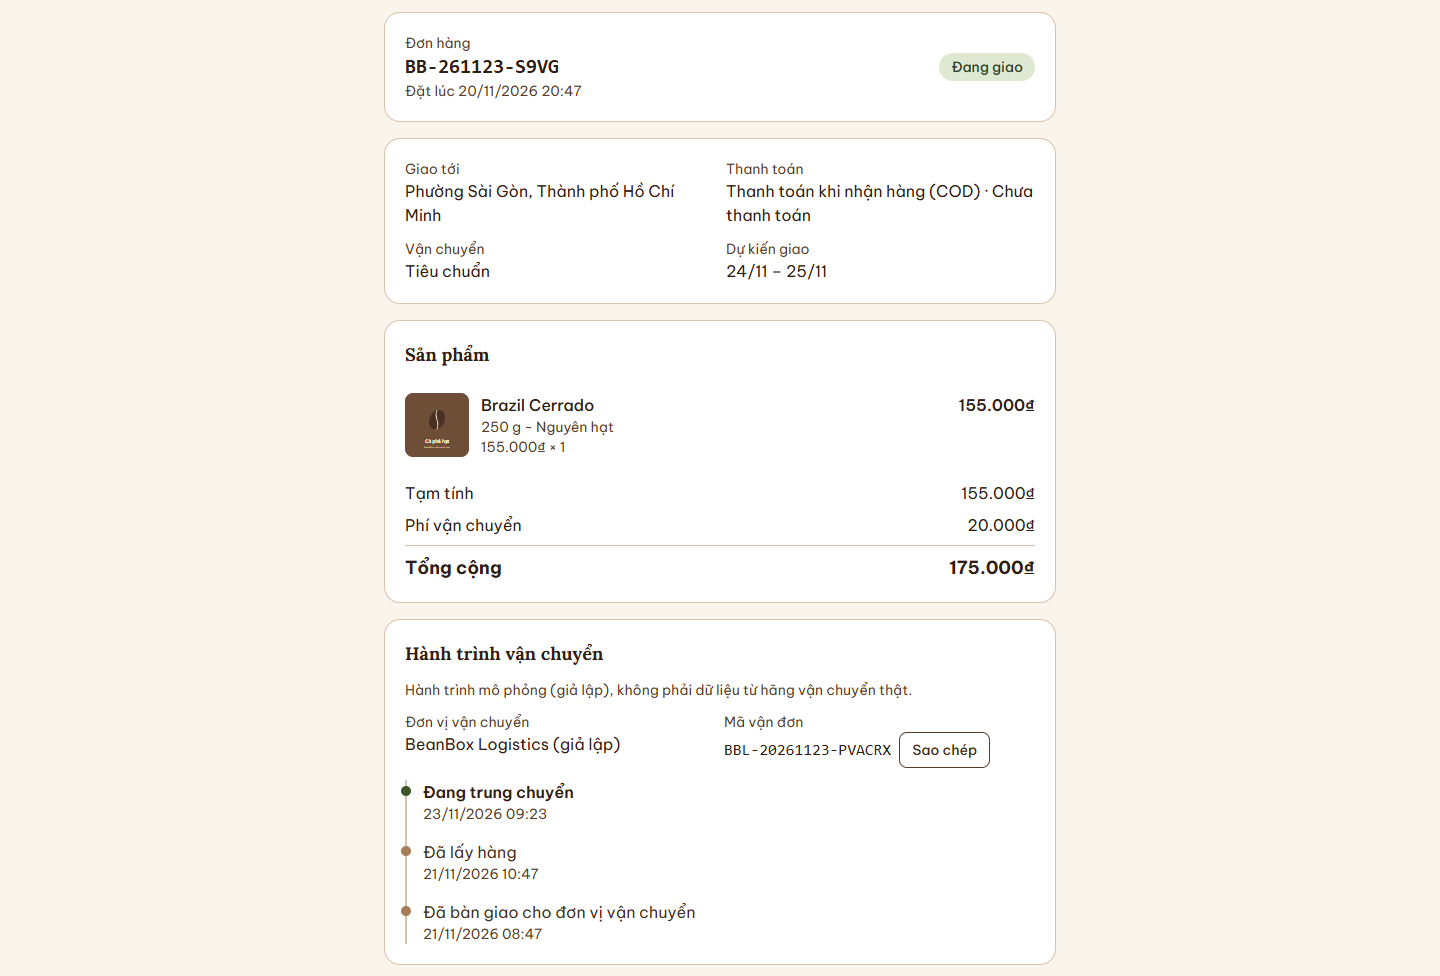 Đơn hàng
BB-261123-S9VG
Đặt lúc 20/11/2026 20:47
Đang giao
Giao tới
Phường Sài Gòn, Thành phố Hồ Chí
Minh
Thanh toán
Thanh toán khi nhận hàng (COD) · Chưa
thanh toán
Vận chuyển
Tiêu chuẩn
Dự kiến giao
24/11 – 25/11
Sản phẩm
Cà phê hạt
Brazil Cerrado
250 g - Nguyên hạt
155.000₫ × 1
155.000₫
Tạm tính
155.000₫
Phí vận chuyển
20.000₫
Tổng cộng
175.000₫
Hành trình vận chuyển
Hành trình mô phỏng (giả lập), không phải dữ liệu từ hãng vận chuyển thật.
Đơn vị vận chuyển
BeanBox Logistics (giả lập)
Mã vận đơn
BBL-20261123-PVACRX
Sao chép
Đang trung chuyển
23/11/2026 09:23
Đã lấy hàng
21/11/2026 10:47
Đã bàn giao cho đơn vị vận chuyển
21/11/2026 08:47